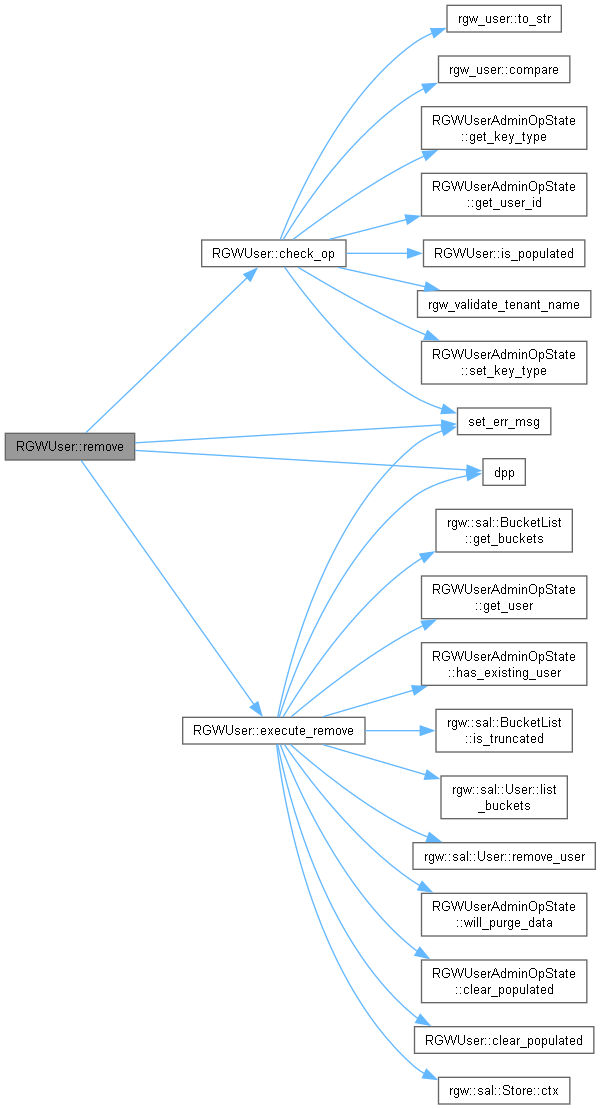 rgw_user::to_str
rgw_user::compare
RGWUserAdminOpState
::get_key_type
RGWUserAdminOpState
::get_user_id
RGWUser::check_op
RGWUser::is_populated
rgw_validate_tenant_name
RGWUserAdminOpState
::set_key_type
set_err_msg
RGWUser::remove
dpp
rgw::sal::BucketList
::get_buckets
RGWUserAdminOpState
::get_user
RGWUserAdminOpState
::has_existing_user
RGWUser::execute_remove
rgw::sal::BucketList
::is_truncated
rgw::sal::User::list
_buckets
rgw::sal::User::remove_user
RGWUserAdminOpState
::will_purge_data
RGWUserAdminOpState
::clear_populated
RGWUser::clear_populated
rgw::sal::Store::ctx